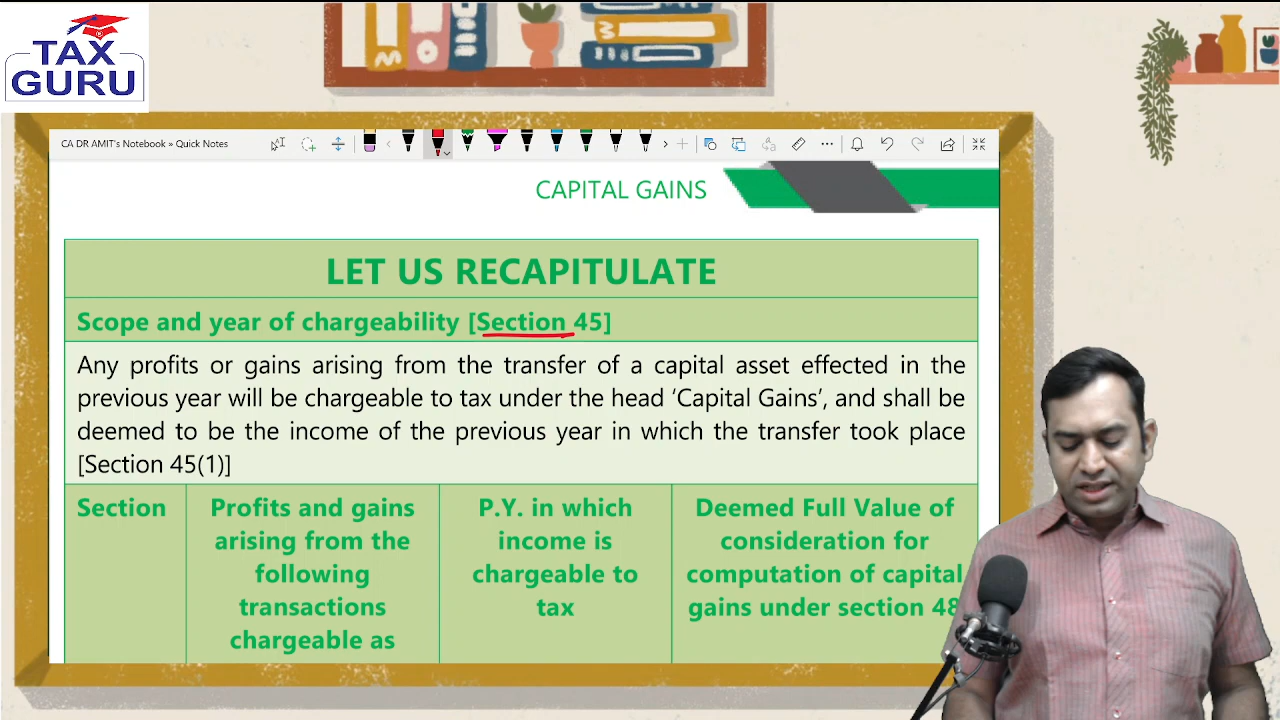 TAX
GURU
CA DR AMIT's Notebook » Quick Notes
CAPITAL GAINS
LET US RECAPITULATE
Scope and year of chargeability [Section 45]
Any profits or gains arising from the transfer of a capital asset effected in the
previous year will be chargeable to tax under the head ‘Capital Gains’, and shall be
deemed to be the income of the previous year in which the transfer took place
[Section 45(1)]
Section
Profits and gains
arising from the
following
transactions
chargeable as
P.Y. in which
income is
chargeable to
tax
Deemed Full Value of
consideration for
computation of capital
gains under section 48